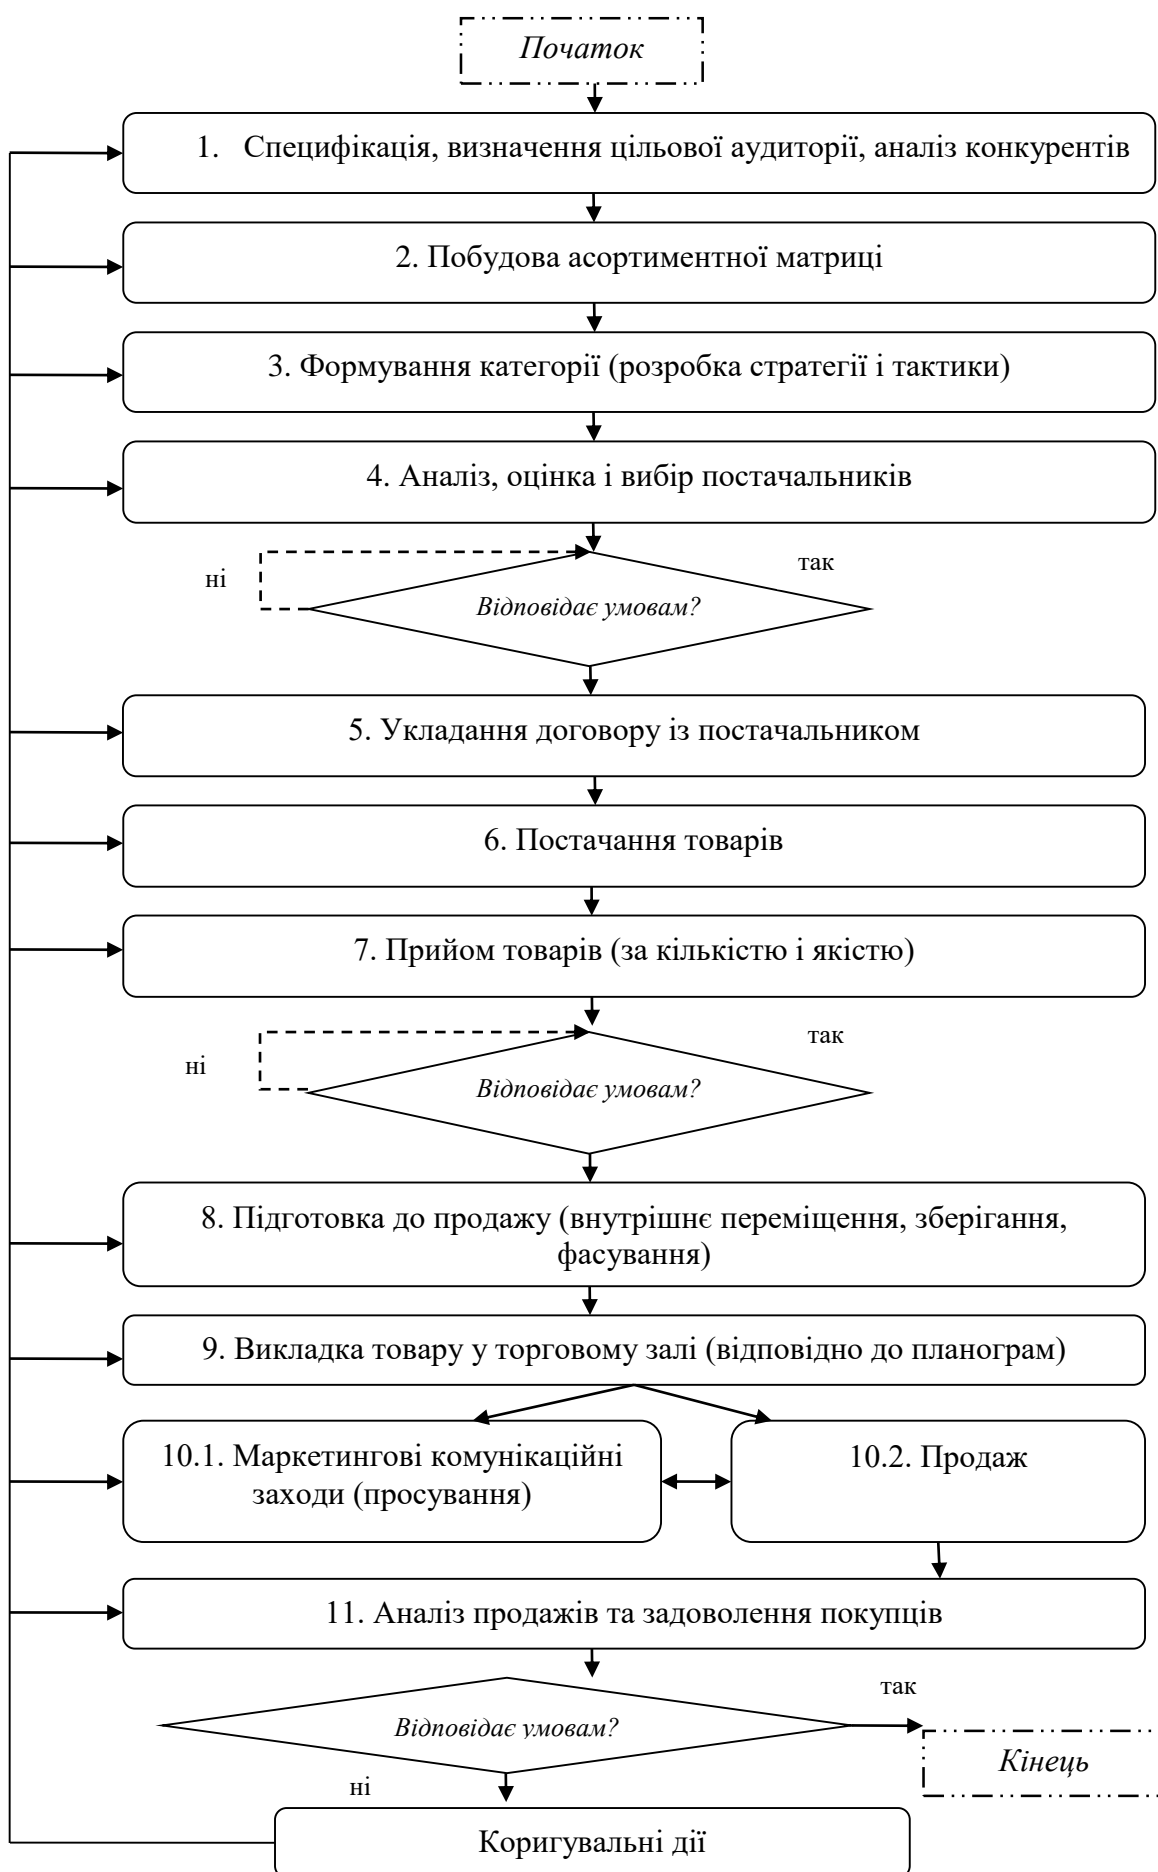 Початок
1. Специфікація, визначення цільової аудиторії, аналіз конкурентів
2. Побудова асортиментної матриці
3. Формування категорії (розробка стратегії і тактики)
4. Аналіз, оцінка і вибір постачальників
ні
так
Відповідає умовам?
5. Укладання договору із постачальником
6. Постачання товарів
7. Прийом товарів (за кількістю і якістю)
ні
так
Відповідає умовам?
8. Підготовка до продажу (внутрішнє переміщення, зберігання,
фасування)
9. Викладка товару у торговому залі (відповідно до планограм)
10.1. Маркетингові комунікаційні
заходи (просування)
10.2. Продаж
11. Аналіз продажів та задоволення покупців
так
Відповідає умовам?
Кінець
ні
Коригувальні дії